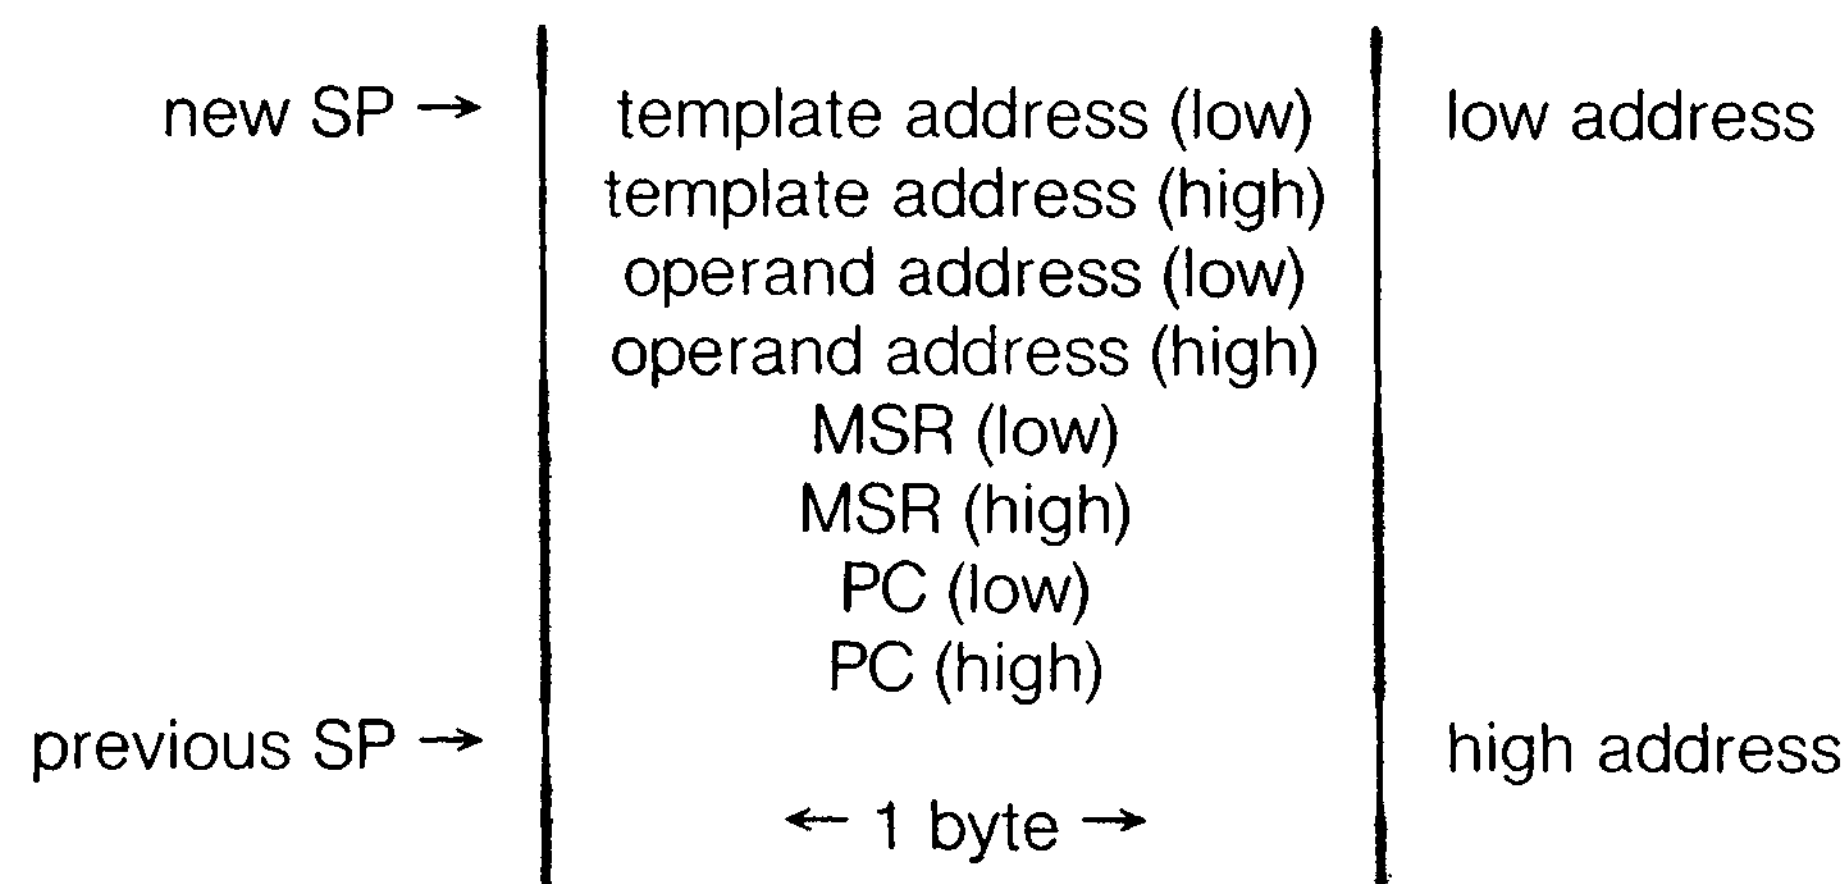 new SP → template address (low) low address
template address (high)
operand address (low)
operand address (high)
MSR (low)
MSR (high)
PC (low)
PC (high)
previous SP → high address
← 1 byte →